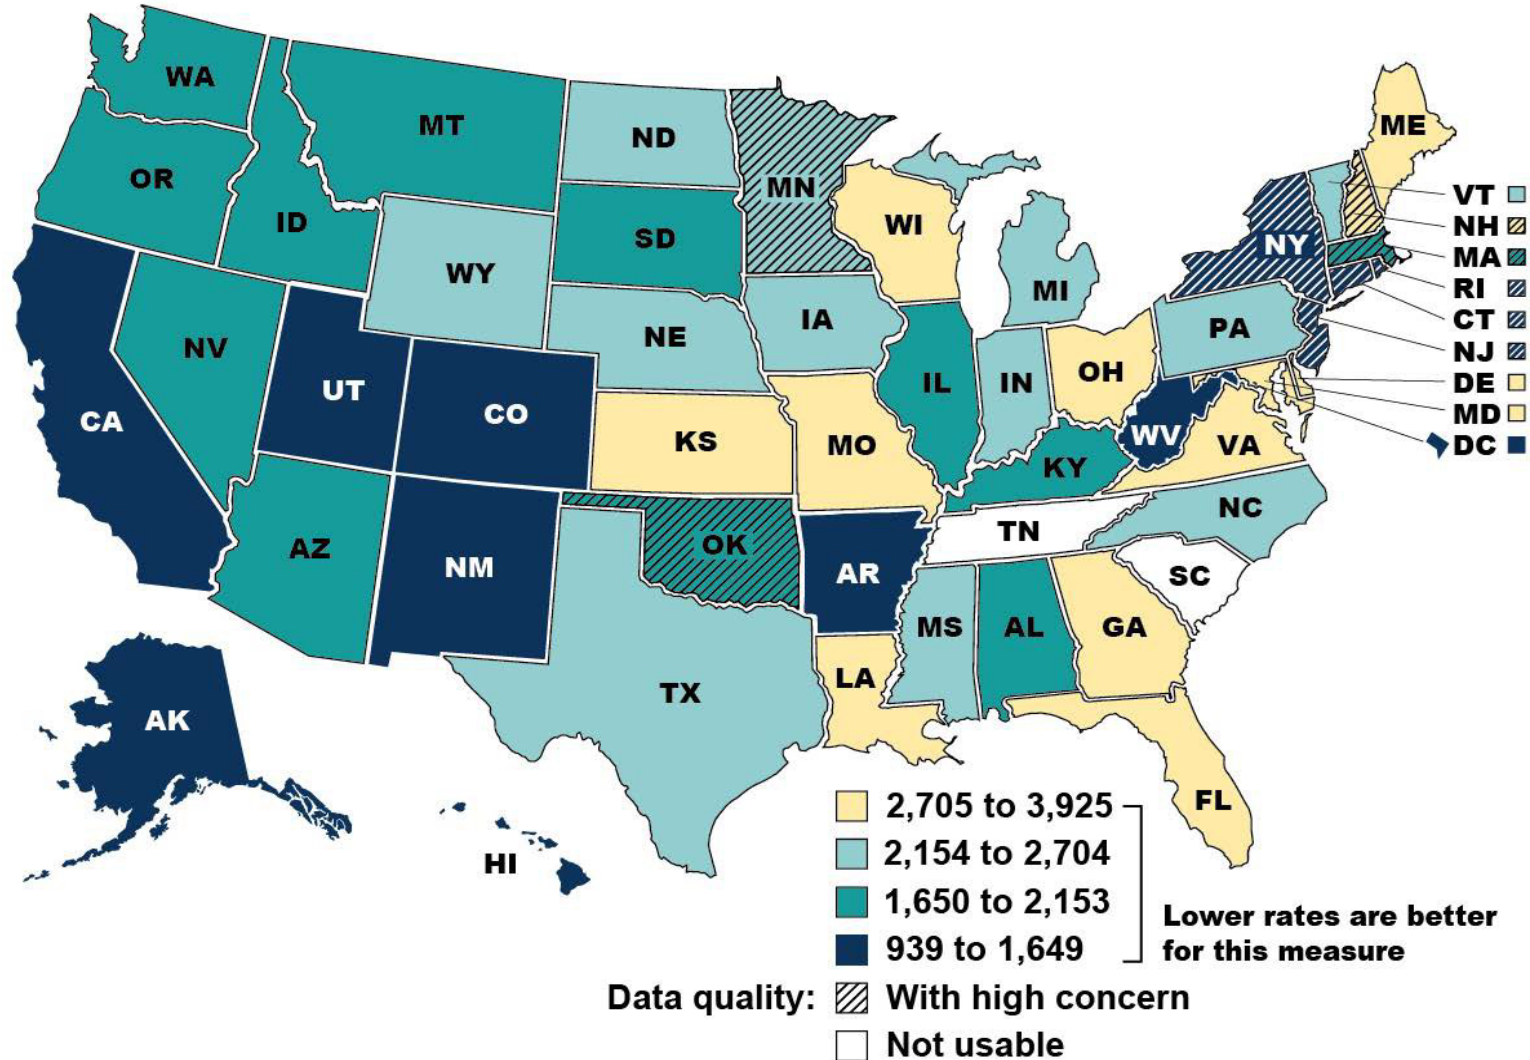 WA
MT
ND
MN
ME
OR
ID
SD
WI
NY
VT
NH
MA
RI
CT
NJ
DE
MD
DC
WY
MI
NV
NE
IA
PA
UT
CO
IL
IN
OH
CA
KS
MO
WV
VA
KY
AZ
NM
OK
TN
NC
AR
SC
MS
AL
GA
TX
LA
AK
HI
FL
2,705 to 3,925
2,154 to 2,704
1,650 to 2,153
939 to 1,649
Lower rates are better
for this measure
Data quality: With high concern
Not usable